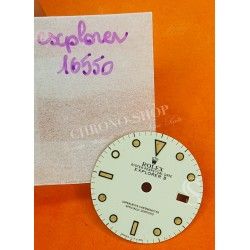 explorer
16550
CHRONO-SHOP
ROLEX
OYSTER PERPETUAL DATE
EXPLORER II
SUPERLATIVE CHRONOMETER
OFFICIALLY CERTIFIED